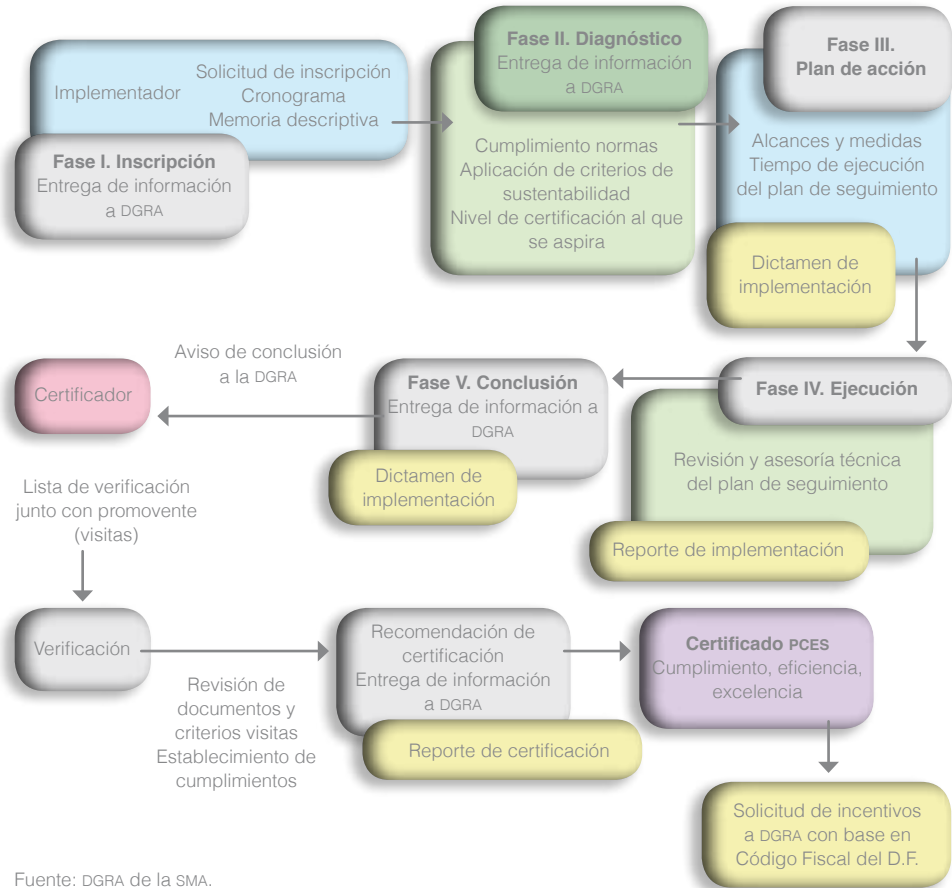 Implementador
Solicitud de inscripción
Cronograma
Memoria descriptiva
Fase I. Inscripción
Entrega de información
a DGRA
Fase II. Diagnóstico
Entrega de información
a DGRA
Cumplimiento normas
Aplicación de criterios de
sustentabilidad
Nivel de certificación al que
se aspira
Fase III.
Plan de acción
Alcances y medidas
Tiempo de ejecución
del plan de seguimiento
Dictamen de
implementación
Fase IV. Ejecución
Revisión y asesoría técnica
del plan de seguimiento
Reporte de implementación
Fase V. Conclusión
Entrega de información a
DGRA
Dictamen de
implementación
Aviso de conclusión
a la DGRA
Certificador
Lista de verificación
junto con promovente
(visitas)
Verificación
Revisión de
documentos y
criterios visitas
Establecimiento de
cumplimientos
Recomendación de
certificación
Entrega de información
a DGRA
Reporte de certificación
Certificado PCES
Cumplimiento, eficiencia,
excelencia
Solicitud de incentivos
a DGRA con base en
Código Fiscal del D.F.
Fuente: DGRA de la SMA.